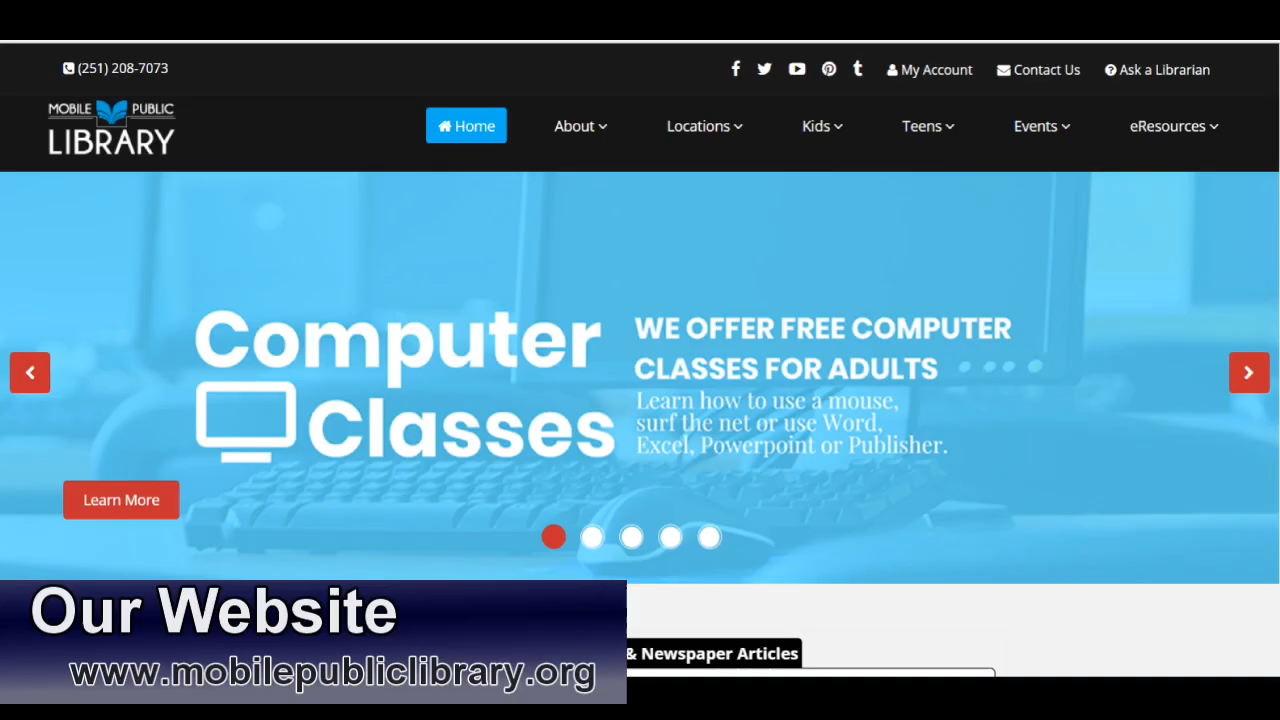 (251) 208-7073
My Account
Contact Us
Ask a Librarian
MOBILE PUBLIC
LIBRARY
Home
About
Locations
Kids
Teens
Events
eResources
Computer
Classes
WE OFFER FREE COMPUTER
CLASSES FOR ADULTS
Learn how to use a mouse,
surf the net or use Word,
Excel, Powerpoint or Publisher.
Learn More
Our Website
www.mobilepubliclibrary.org
& Newspaper Articles